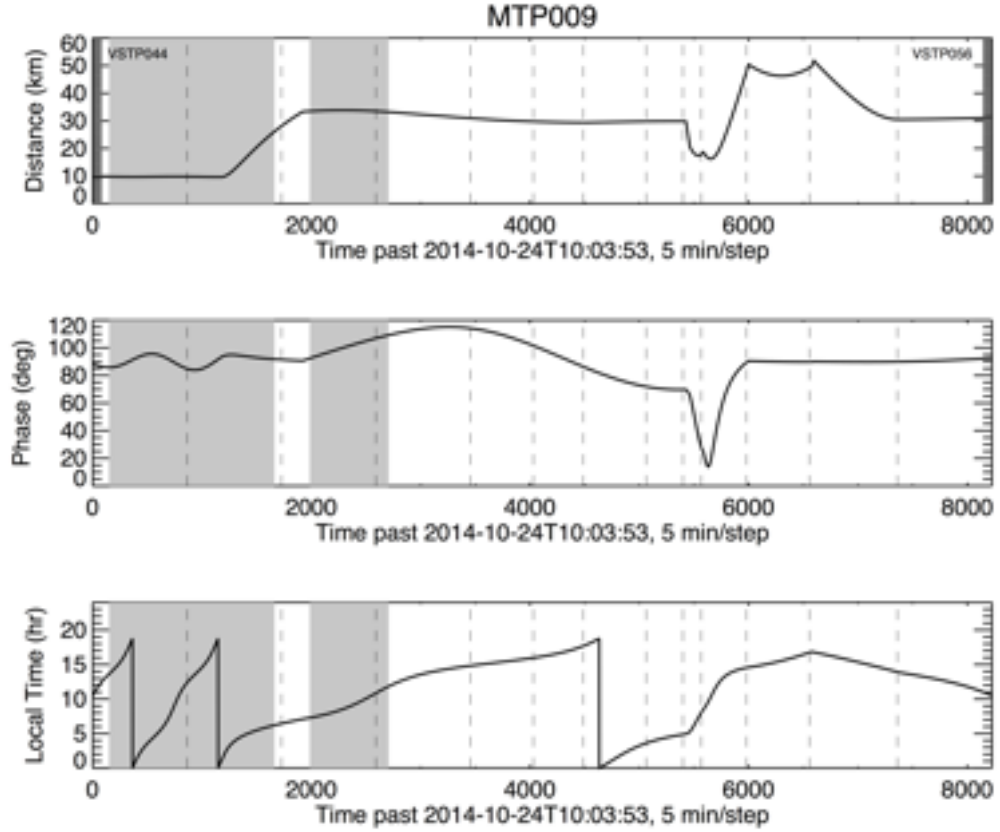 MTP009
VSTP044
VSTP056
Distance (km)
60
50
40
30
20
10
0
0 2000 4000 6000 8000
Time past 2014-10-24T10:03:53, 5 min/step
Phase (deg)
120
100
80
60
40
20
0
0 2000 4000 6000 8000
Time past 2014-10-24T10:03:53, 5 min/step
Local Time (hr)
20
15
10
5
0
0 2000 4000 6000 8000
Time past 2014-10-24T10:03:53, 5 min/step